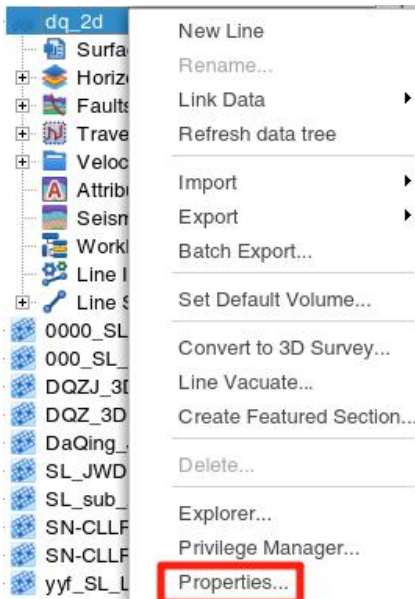 dq_2d
Surfa
Horiz
Faults
Trave
Veloc
Attrib
Seism
Work
Line I
Line S
0000_SL
000_SL_
DQZJ_3D
DQZ_3D
DaQing_
SL_JWD
SL_sub_
SN-CLLF
SN-CLLF
yyf_SL_L
New Line
Rename...
Link Data
Refresh data tree
Import
Export
Batch Export...
Set Default Volume...
Convert to 3D Survey...
Line Vacuate...
Create Featured Section...
Delete...
Explorer...
Privilege Manager...
Properties...